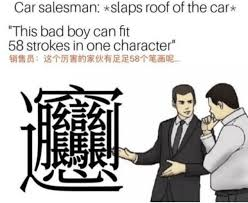 Car salesman: *slaps roof of the car*
"This bad boy can fit
58 strokes in one character"
销售员：这个厉害的家伙有足足58个笔画呢...
𰻞